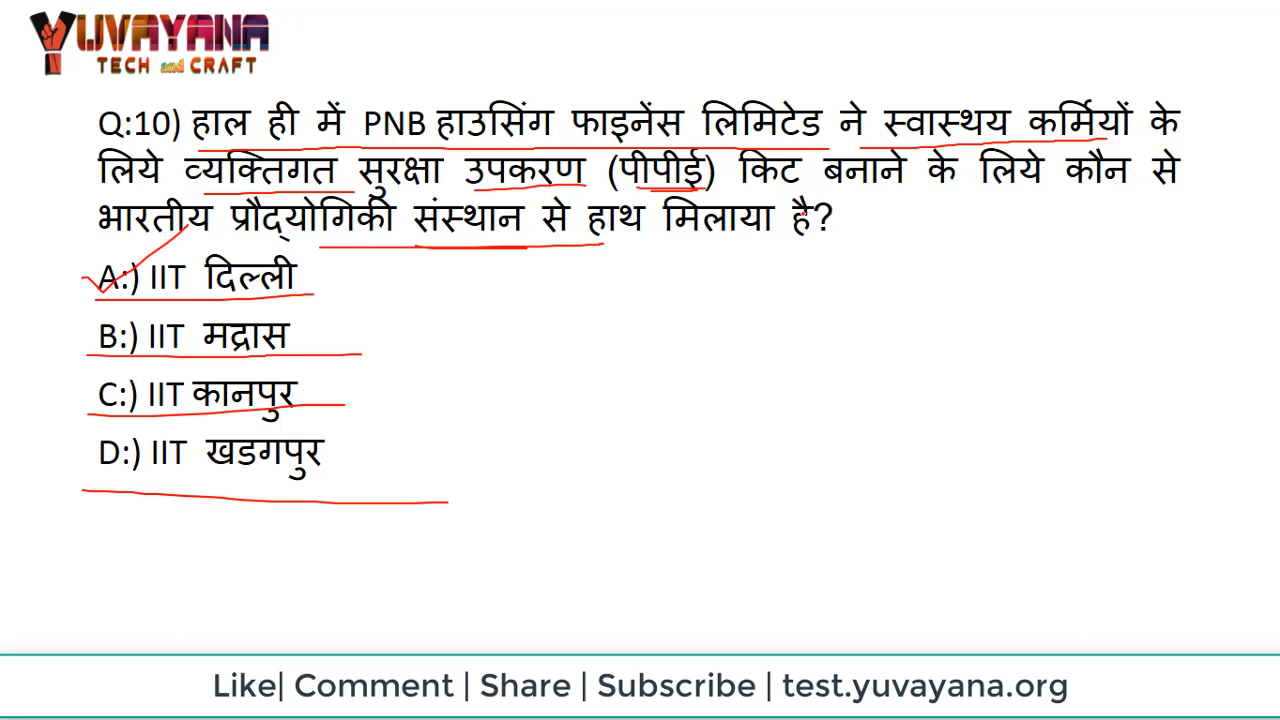 YUVAYANA
TECH and CRAFT
Q:10) हाल ही में PNB हाउसिंग फाइनेंस लिमिटेड ने स्वास्थय कर्मियों के
लिये व्यक्तिगत सुरक्षा उपकरण (पीपीई) किट बनाने के लिये कौन से
भारतीय प्रौद्योगिकी संस्थान से हाथ मिलाया है?
A:) IIT दिल्ली
B:) IIT मद्रास
C:) IIT कानपुर
D:) IIT खडगपुर
Like| Comment | Share | Subscribe | test.yuvayana.org